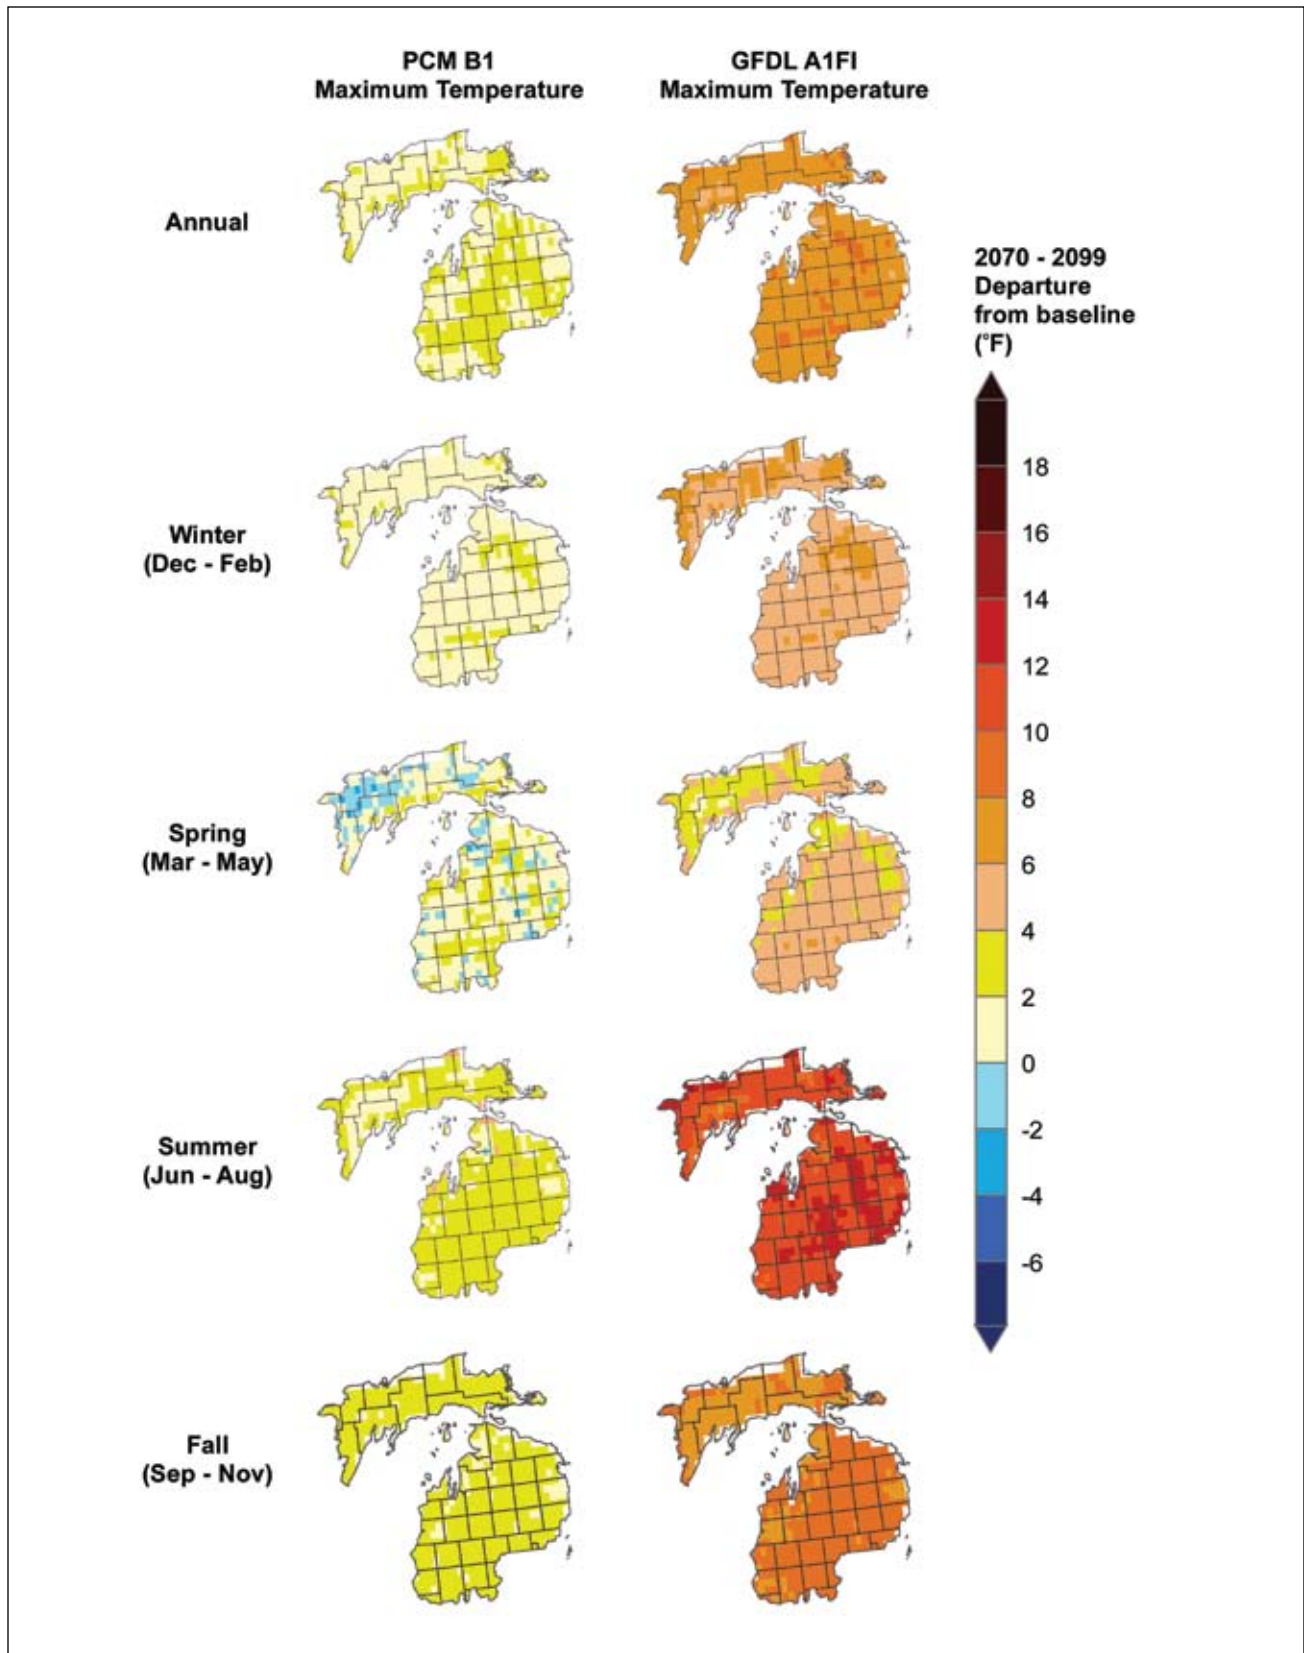 PCM B1
Maximum Temperature
GFDL A1FI
Maximum Temperature
Annual
Winter
(Dec - Feb)
Spring
(Mar - May)
Summer
(Jun - Aug)
Fall
(Sep - Nov)
2070 - 2099
Departure
from baseline
(°F)
18
16
14
12
10
8
6
4
2
0
-2
-4
-6